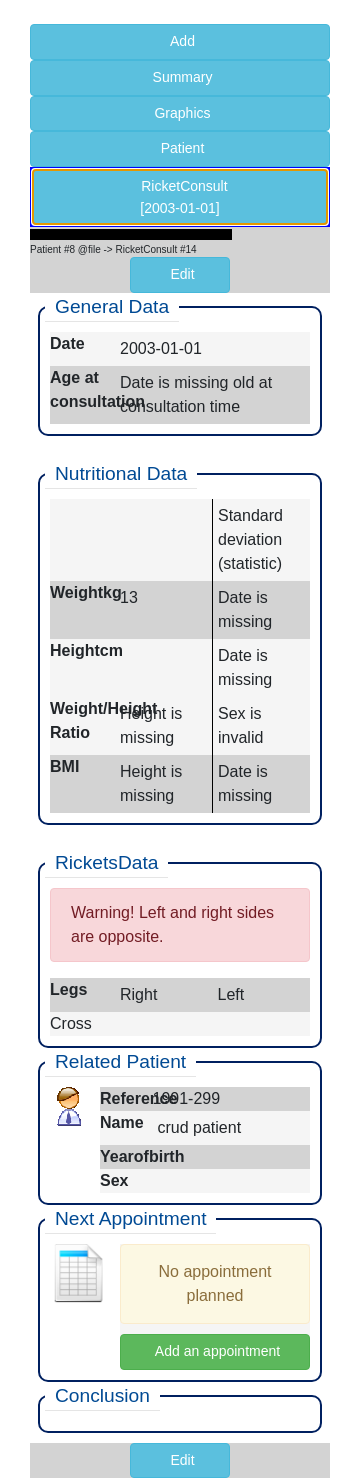 Add
Summary
Graphics
Patient
RicketConsult
[2003-01-01]
Patient #8 @file -> RicketConsult #14
Edit
General Data
Date 2003-01-01
Age at Date is missing old at
consultation consultation time
Nutritional Data
Standard
deviation
(statistic)
Weightkg 13 Date is
missing
Heightcm Date is
missing
Weight/Height Height is Sex is
Ratio missing invalid
BMI Height is Date is
missing missing
RicketsData
Warning! Left and right sides
are opposite.
Legs Right Left
Cross
Related Patient
Reference 1991-299
Name crud patient
Yearofbirth
Sex
Next Appointment
No appointment
planned
Add an appointment
Conclusion
Edit